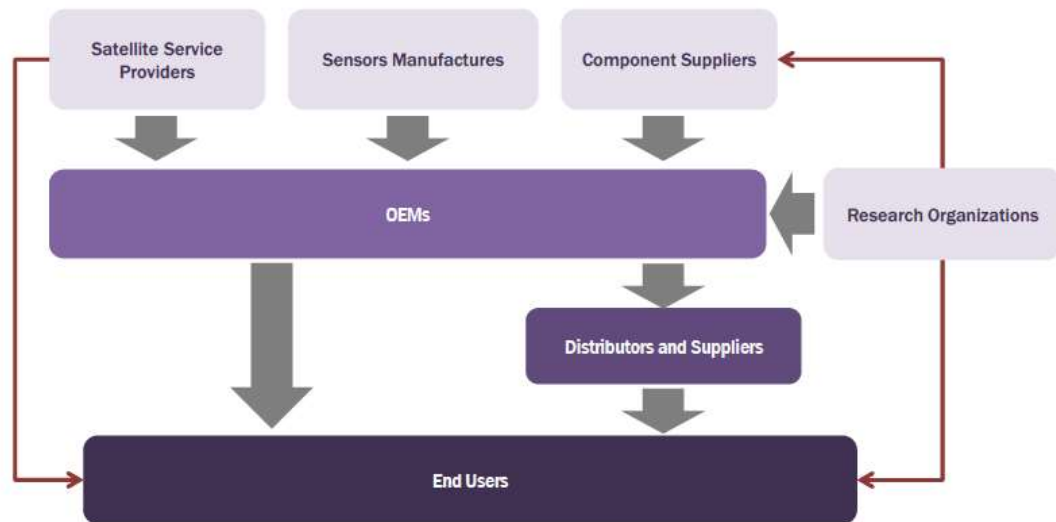 Satellite Service
Providers
Sensors Manufactures
Component Suppliers
OEMs
Research Organizations
Distributors and Suppliers
End Users